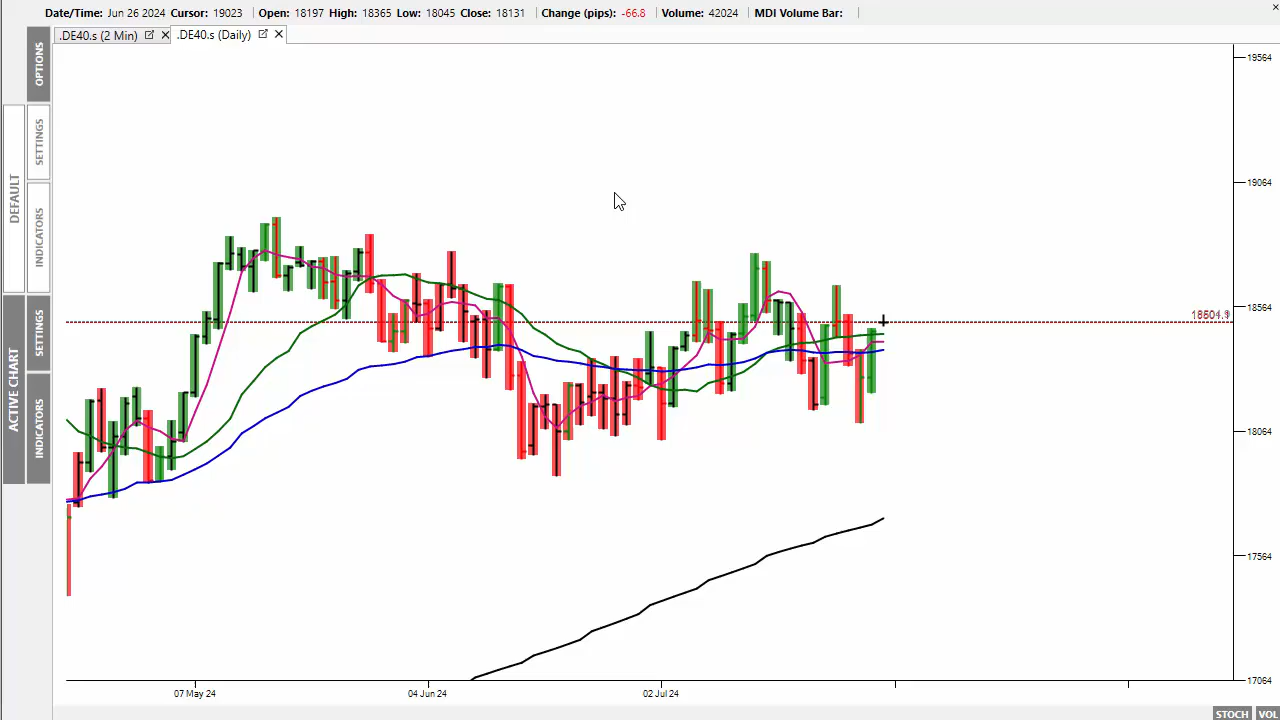 Date/Time: Jun 26 2024 Cursor: 19023 Open: 18197 High: 18365 Low: 18045 Close: 18131 Change (pips): -66.8 Volume: 42024 MDI Volume Bar:
.DE40.s (2 Min) .DE40.s (Daily)
OPTIONS
SETTINGS
DEFAULT
INDICATORS
SETTINGS
ACTIVE CHART
INDICATORS
19564
19064
18564
18064
17564
17064
07 May 24 04 Jun 24 02 Jul 24
STOCH VOL